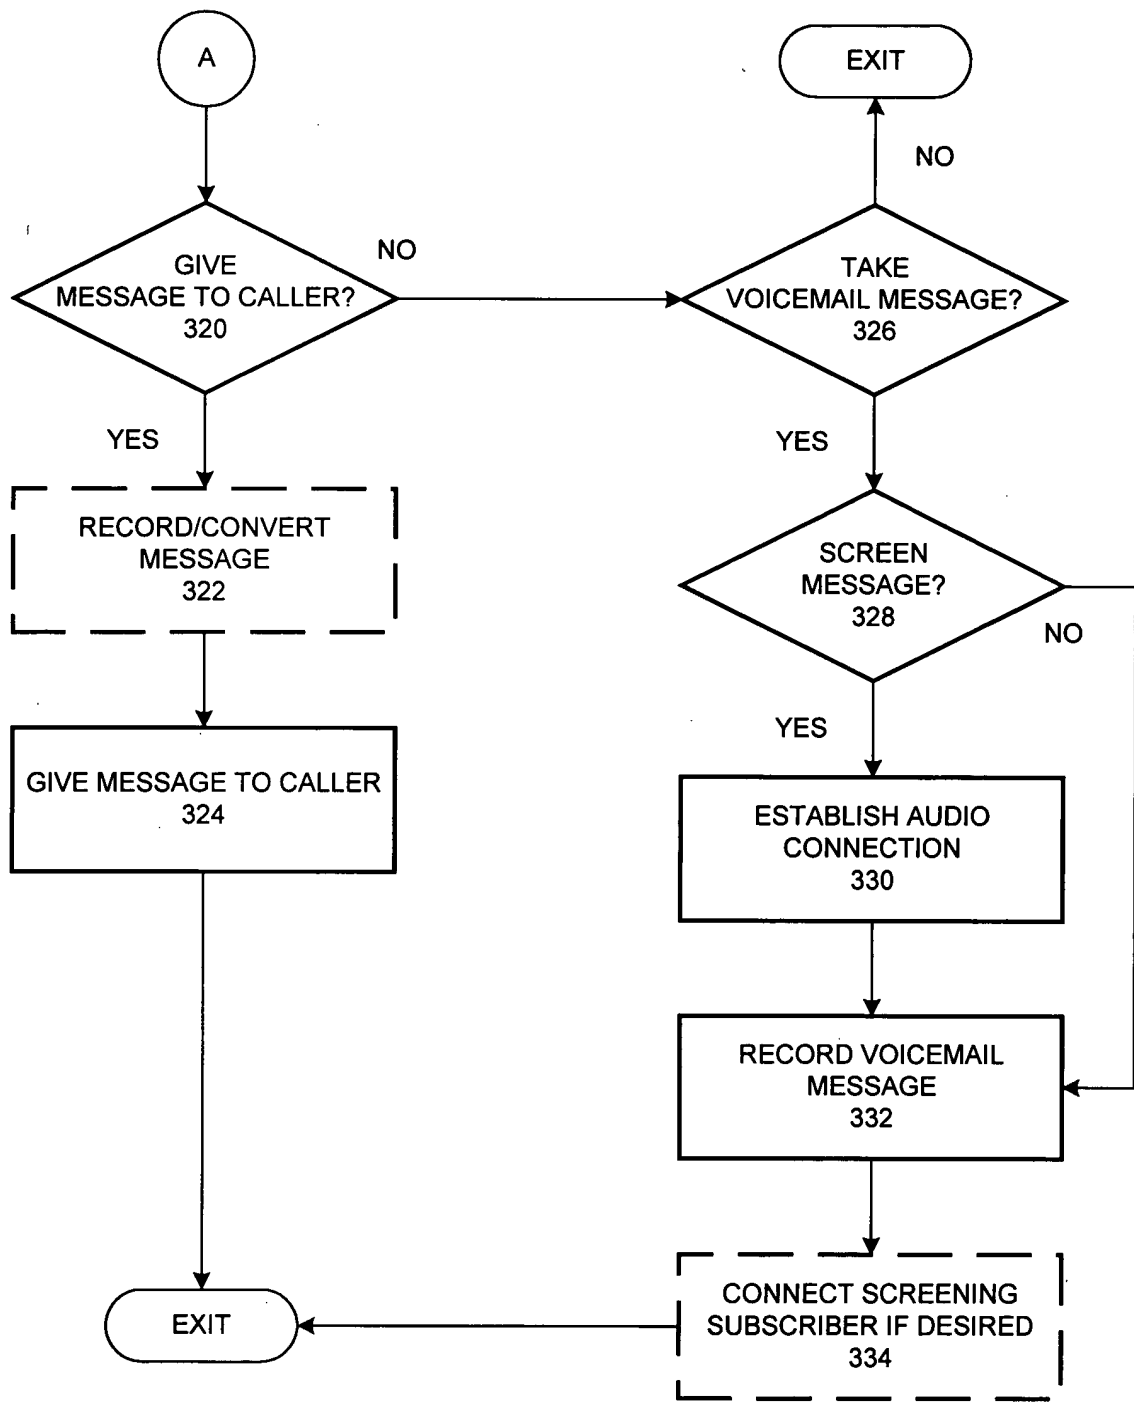 A
GIVE
MESSAGE TO CALLER?
320
NO
YES
RECORD/CONVERT
MESSAGE
322
GIVE MESSAGE TO CALLER
324
EXIT
EXIT
NO
TAKE
VOICEMAIL MESSAGE?
326
YES
SCREEN
MESSAGE?
328
NO
YES
ESTABLISH AUDIO
CONNECTION
330
RECORD VOICEMAIL
MESSAGE
332
CONNECT SCREENING
SUBSCRIBER IF DESIRED
334